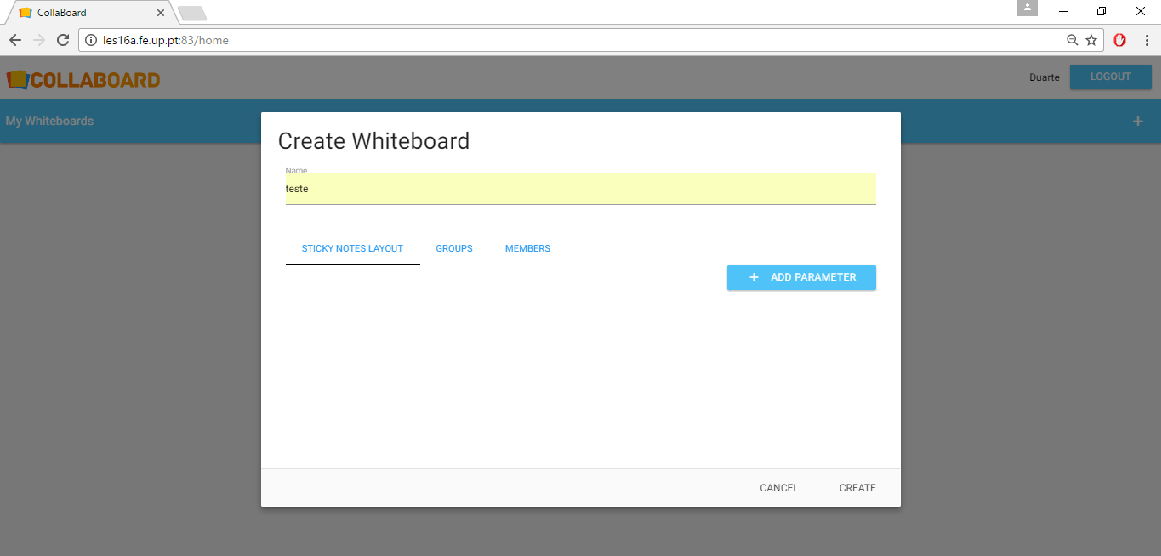 CollaBoard
les16a.fe.up.pt:83/home
COLLABOARD
Duarte
LOGOUT
My Whiteboards
Create Whiteboard
Name
teste
STICKY NOTES LAYOUT GROUPS MEMBERS
ADD PARAMETER
CANCEL CREATE